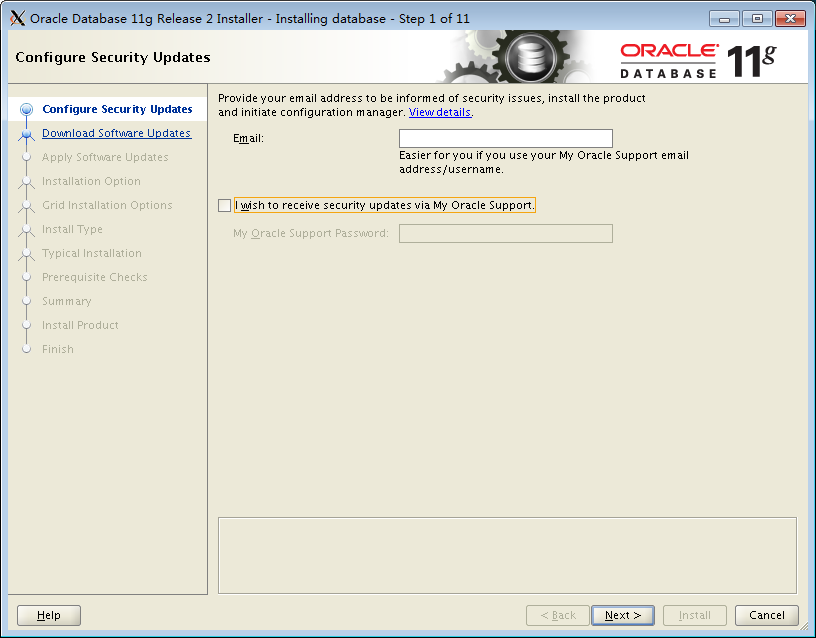 Oracle Database 11g Release 2 Installer - Installing database - Step 1 of 11
Configure Security Updates
ORACLE
DATABASE
11g
Configure Security Updates
Download Software Updates
Apply Software Updates
Installation Option
Grid Installation Options
Install Type
Typical Installation
Prerequisite Checks
Summary
Install Product
Finish
Provide your email address to be informed of security issues, install the product
and initiate configuration manager. View details.
Email:
Easier for you if you use your My Oracle Support email
address/username.
I wish to receive security updates via My Oracle Support.
My Oracle Support Password:
Help
< Back
Next >
Install
Cancel